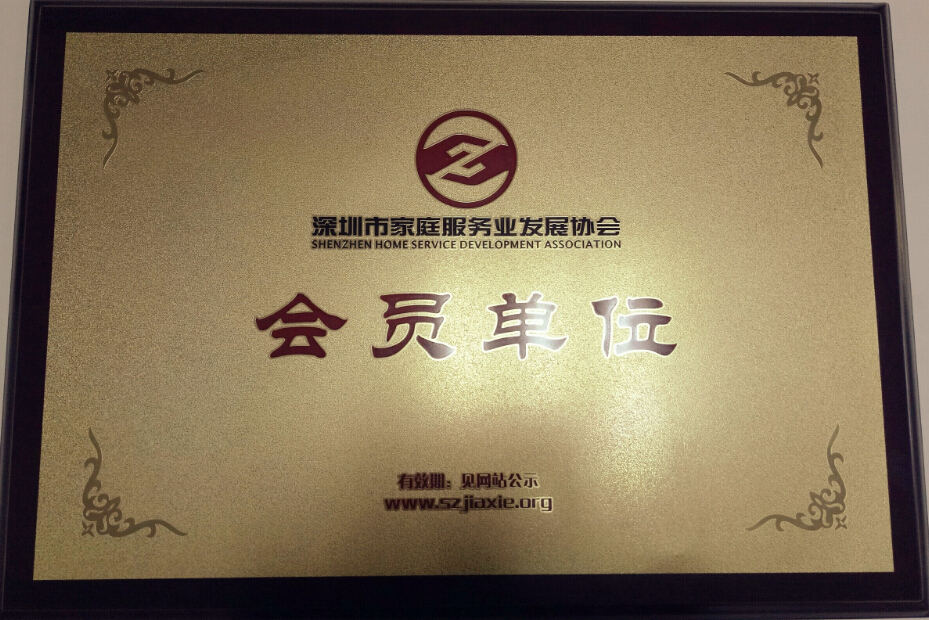 深圳市家庭服务业发展协会
SHENZHEN HOME SERVICE DEVELOPMENT ASSOCIATION
会员单位
有效期：见网站公示
www.szjiaxie.org